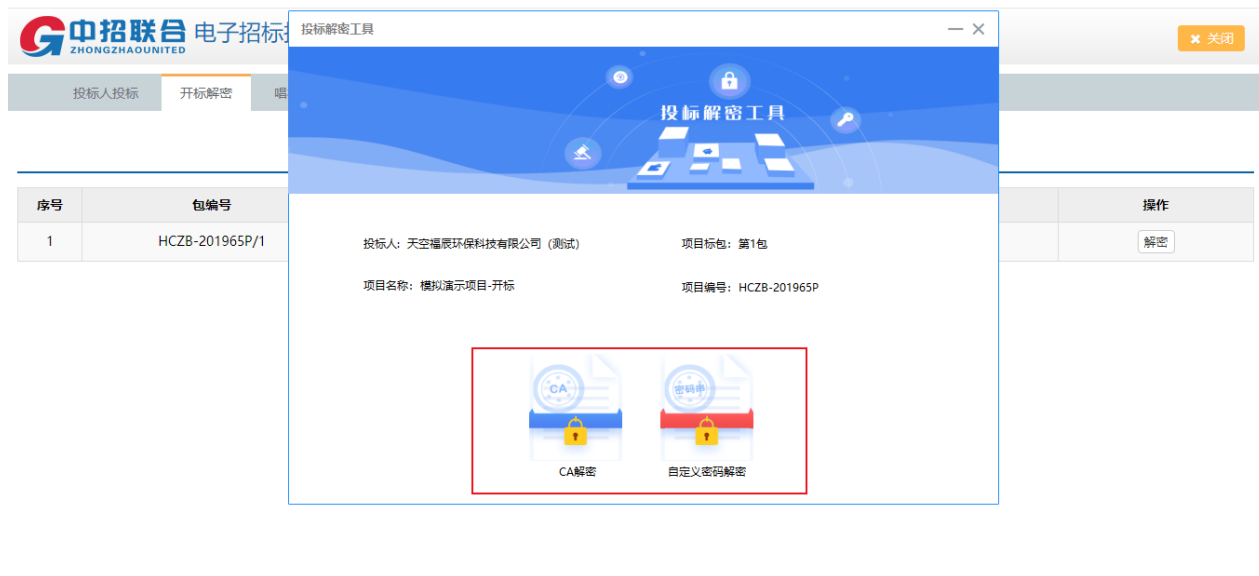 中招联合 电子招标
ZHONGZHAOUNITED
关闭
投标人投标 开标解密 唱
投标解密工具
投标解密工具
序号 包编号 操作
1 HCZB-201965P/1 解密
投标人：天空福辰环保科技有限公司（测试） 项目标包：第1包
项目名称：模拟演示项目-开标 项目编号：HCZB-201965P
CA 密码串
CA解密 自定义密码解密